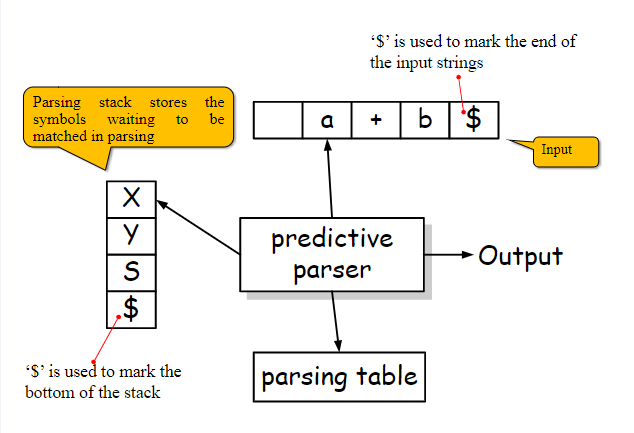 ‘$’ is used to mark the end of
the input strings
Parsing stack stores the
symbols waiting to be
matched in parsing
a + b $
Input
X
Y
S
$
predictive
parser
Output
‘$’ is used to mark the
bottom of the stack
parsing table